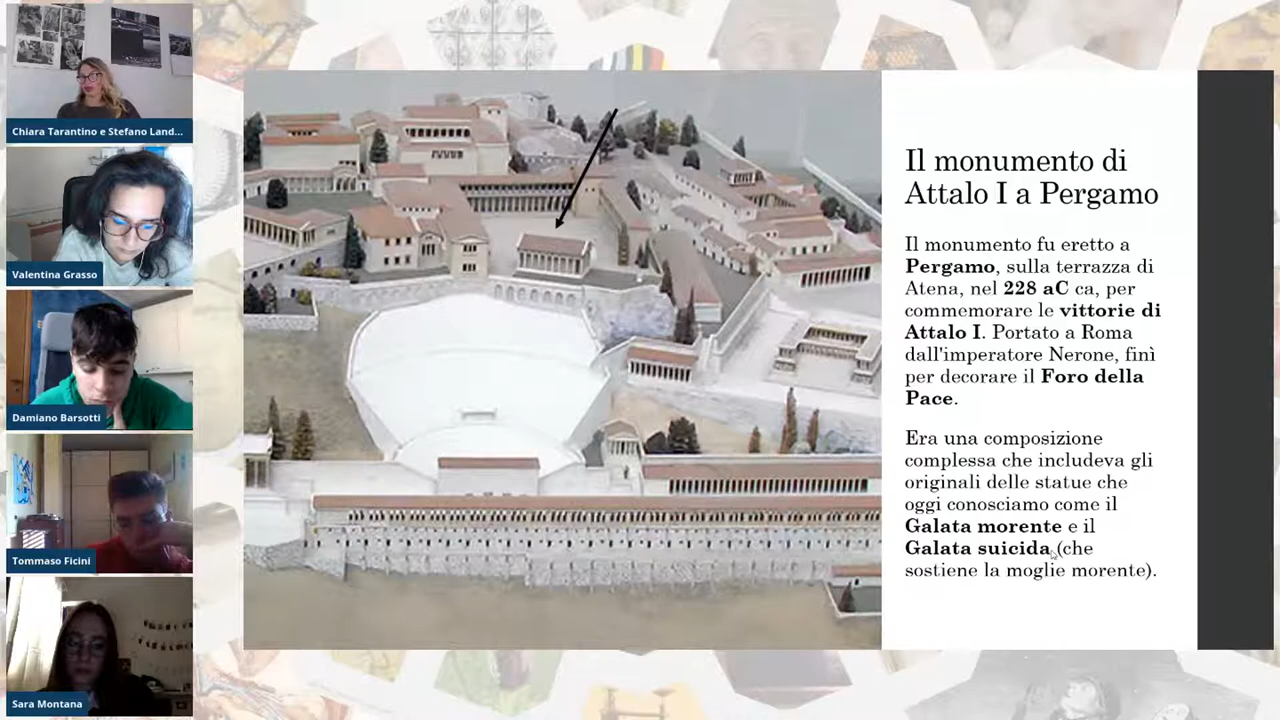 Chiara Tarantino e Stefano Land...
Valentina Grasso
Damiano Barsotti
Tommaso Ficini
Sara Montana
Il monumento di
Attalo I a Pergamo
Il monumento fu eretto a
Pergamo, sulla terrazza di
Atena, nel 228 aC ca, per
commemorare le vittorie di
Attalo I. Portato a Roma
dall'imperatore Nerone, finì
per decorare il Foro della
Pace.
Era una composizione
complessa che includeva gli
originali delle statue che
oggi conosciamo come il
Galata morente e il
Galata suicida (che
sostiene la moglie morente).